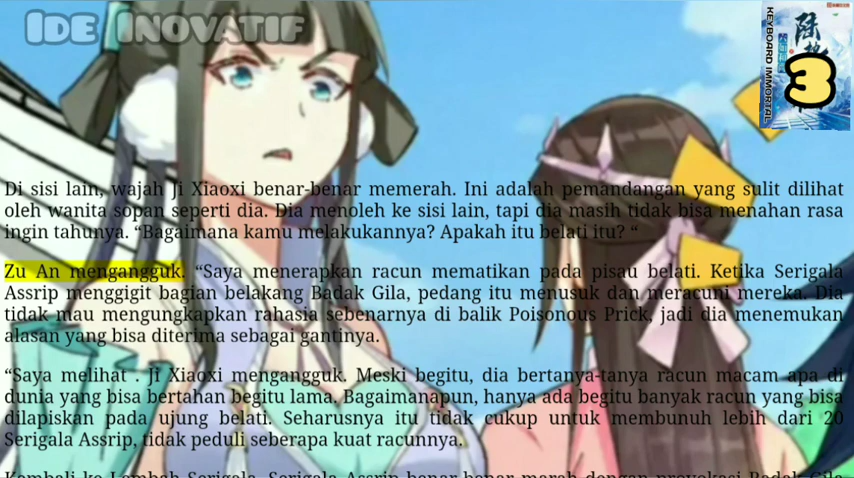 Ide Inovatif
KEYBOARD IMMORTAL
3
Di sisi lain, wajah Ji Xiaoxi benar-benar memerah. Ini adalah pemandangan yang sulit dilihat
oleh wanita sopan seperti dia. Dia menoleh ke sisi lain, tapi dia masih tidak bisa menahan rasa
ingin tahunya. “Bagaimana kamu melakukannya? Apakah itu belati itu? “
Zu An mengangguk. “Saya menerapkan racun mematikan pada pisau belati. Ketika Serigala
Assrip menggigit bagian belakang Badak Gila, pedang itu menusuk dan meracuni mereka. Dia
tidak mau mengungkapkan rahasia sebenarnya di balik Poisonous Prick, jadi dia menemukan
alasan yang bisa diterima sebagai gantinya.
“Saya melihat . Ji Xiaoxi mengangguk. Meski begitu, dia bertanya-tanya racun macam apa di
dunia yang bisa bertahan begitu lama. Bagaimanapun, hanya ada begitu banyak racun yang bisa
dilapiskan pada ujung belati. Seharusnya itu tidak cukup untuk membunuh lebih dari 20
Serigala Assrip, tidak peduli seberapa kuat racunnya.
Kembali ke Lembah Serigala, Serigala Assrip benar-benar marah dengan provokasi Badak Gila